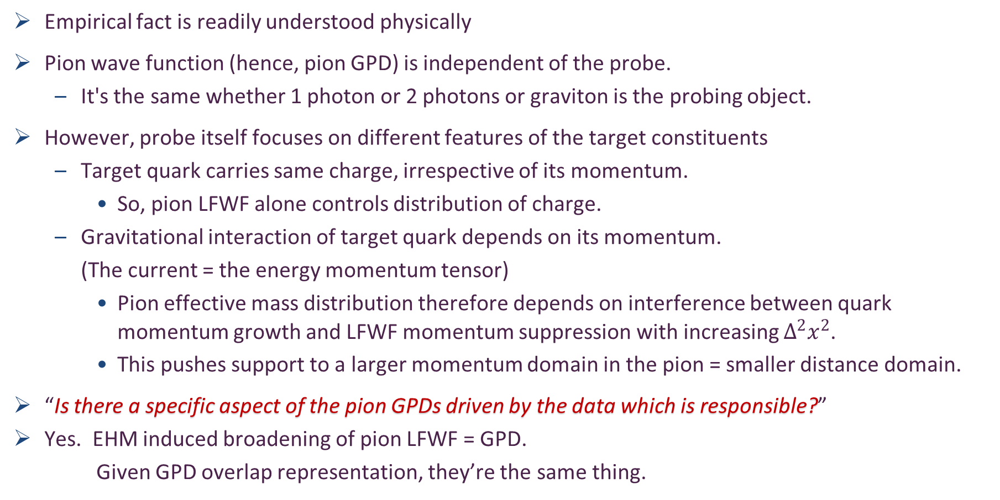 ➢ Empirical fact is readily understood physically
➢ Pion wave function (hence, pion GPD) is independent of the probe.
– It's the same whether 1 photon or 2 photons or graviton is the probing object.
➢ However, probe itself focuses on different features of the target constituents
– Target quark carries same charge, irrespective of its momentum.
• So, pion LFWF alone controls distribution of charge.
– Gravitational interaction of target quark depends on its momentum.
(The current = the energy momentum tensor)
• Pion effective mass distribution therefore depends on interference between quark
momentum growth and LFWF momentum suppression with increasing Δ²x².
• This pushes support to a larger momentum domain in the pion = smaller distance domain.
➢ “Is there a specific aspect of the pion GPDs driven by the data which is responsible?”
➢ Yes. EHM induced broadening of pion LFWF = GPD.
Given GPD overlap representation, they’re the same thing.